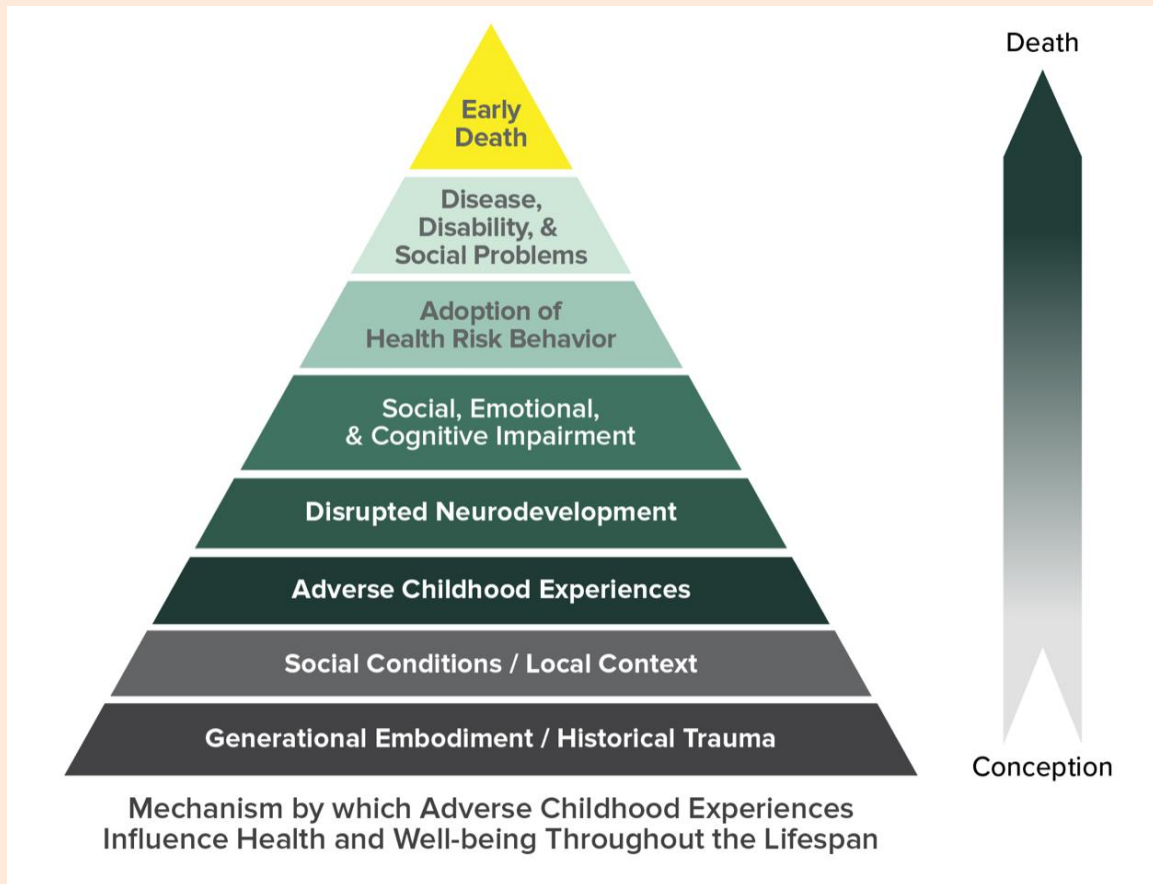 Early
Death
Disease,
Disability, &
Social Problems
Adoption of
Health Risk Behavior
Social, Emotional,
& Cognitive Impairment
Disrupted Neurodevelopment
Adverse Childhood Experiences
Social Conditions / Local Context
Generational Embodiment / Historical Trauma
Mechanism by which Adverse Childhood Experiences
Influence Health and Well-being Throughout the Lifespan
Death
Conception